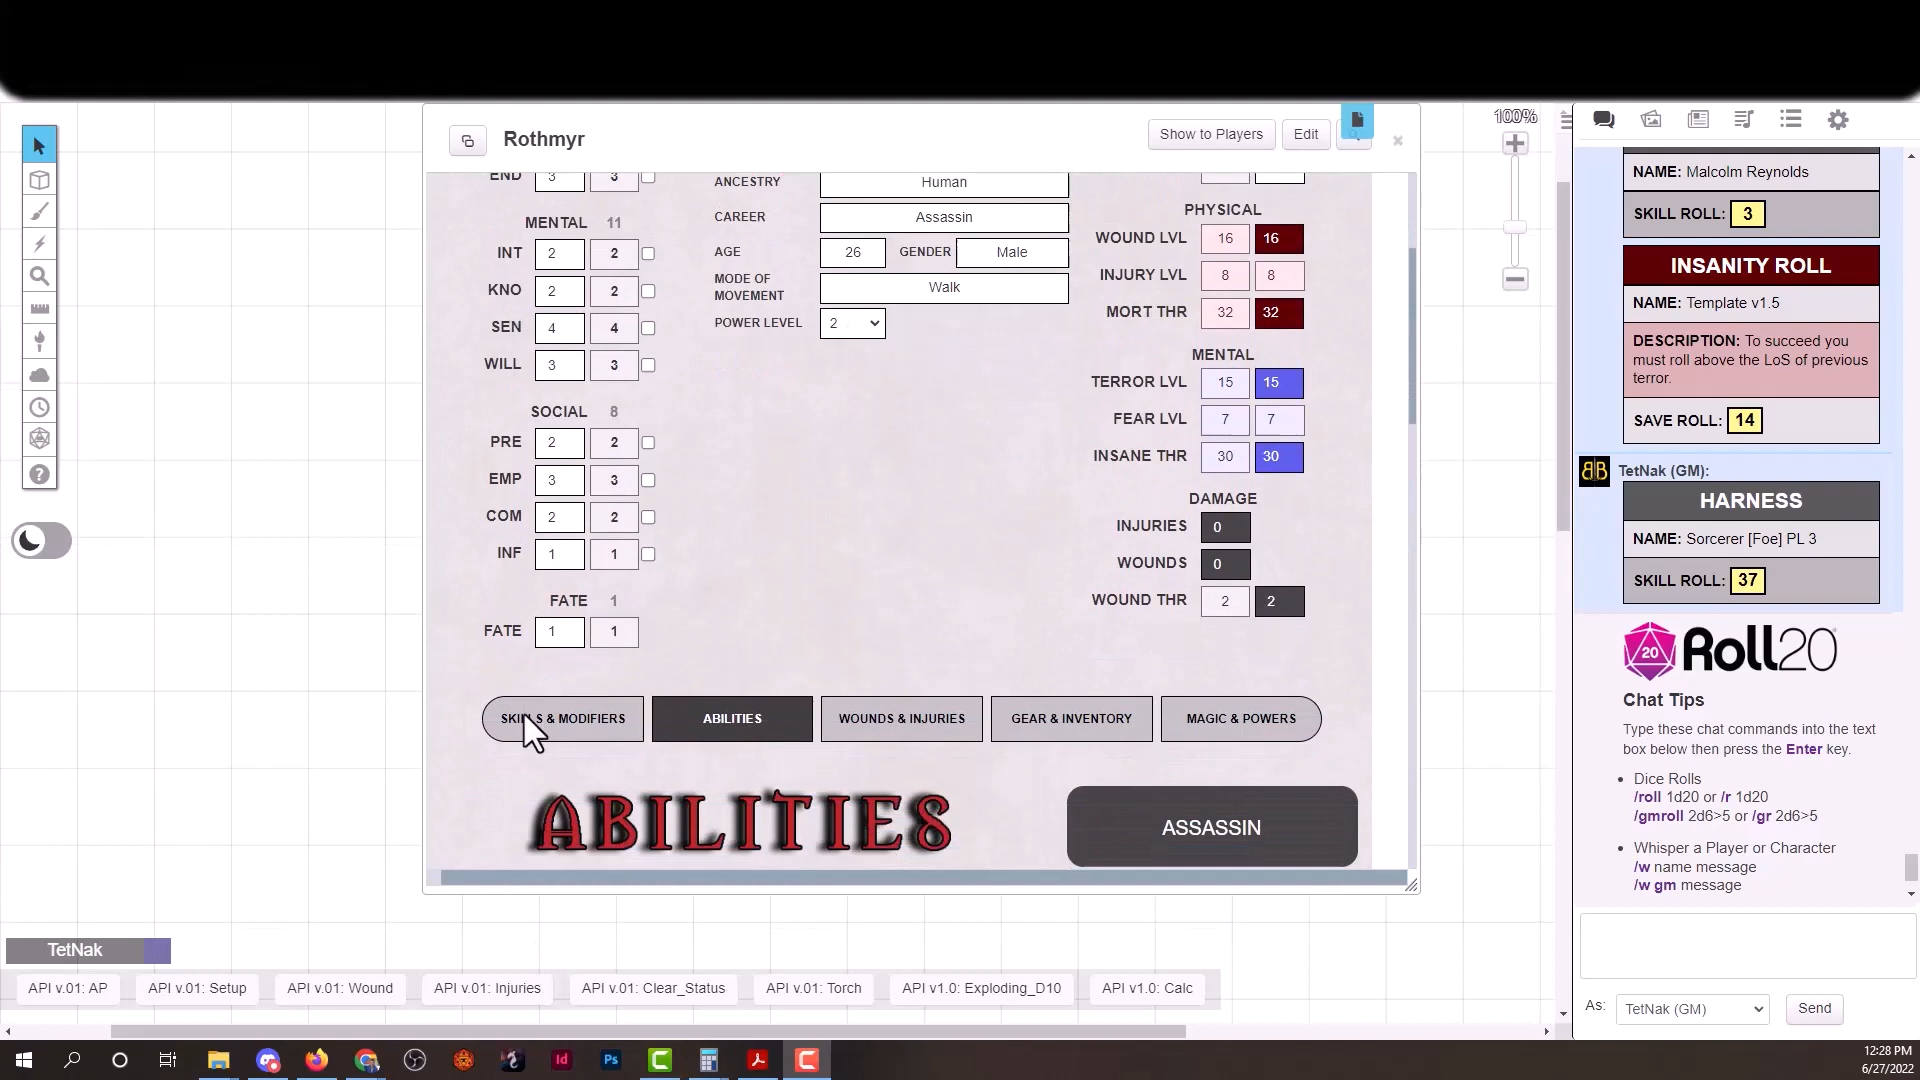 Rothmyr
Show to Players
Edit
100%
END 3 3
MENTAL 11
INT 2 2
KNO 2 2
SEN 4 4
WILL 3 3
SOCIAL 8
PRE 2 2
EMP 3 3
COM 2 2
INF 1 1
FATE 1
FATE 1 1
ANCESTRY Human
CAREER Assassin
AGE 26 GENDER Male
MODE OF
MOVEMENT Walk
POWER LEVEL 2
PHYSICAL
WOUND LVL 16 16
INJURY LVL 8 8
MORT THR 32 32
MENTAL
TERROR LVL 15 15
FEAR LVL 7 7
INSANE THR 30 30
DAMAGE
INJURIES 0
WOUNDS 0
WOUND THR 2 2
SKILLS & MODIFIERS
ABILITIES
WOUNDS & INJURIES
GEAR & INVENTORY
MAGIC & POWERS
ABILITIES
ASSASSIN
NAME: Malcolm Reynolds
SKILL ROLL: 3
INSANITY ROLL
NAME: Template v1.5
DESCRIPTION: To succeed you
must roll above the LoS of previous
terror.
SAVE ROLL: 14
TetNak (GM):
HARNESS
NAME: Sorcerer [Foe] PL 3
SKILL ROLL: 37
20 Roll20
Chat Tips
Type these chat commands into the text
box below then press the Enter key.
Dice Rolls
/roll 1d20 or /r 1d20
/gmroll 2d6>5 or /gr 2d6>5
Whisper a Player or Character
/w name message
/w gm message
As: TetNak (GM) Send
TetNak
API v.01: AP
API v.01: Setup
API v.01: Wound
API v.01: Injuries
API v.01: Clear_Status
API v.01: Torch
API v1.0: Exploding_D10
API v1.0: Calc
Id
Ps
12:28 PM
6/27/2022